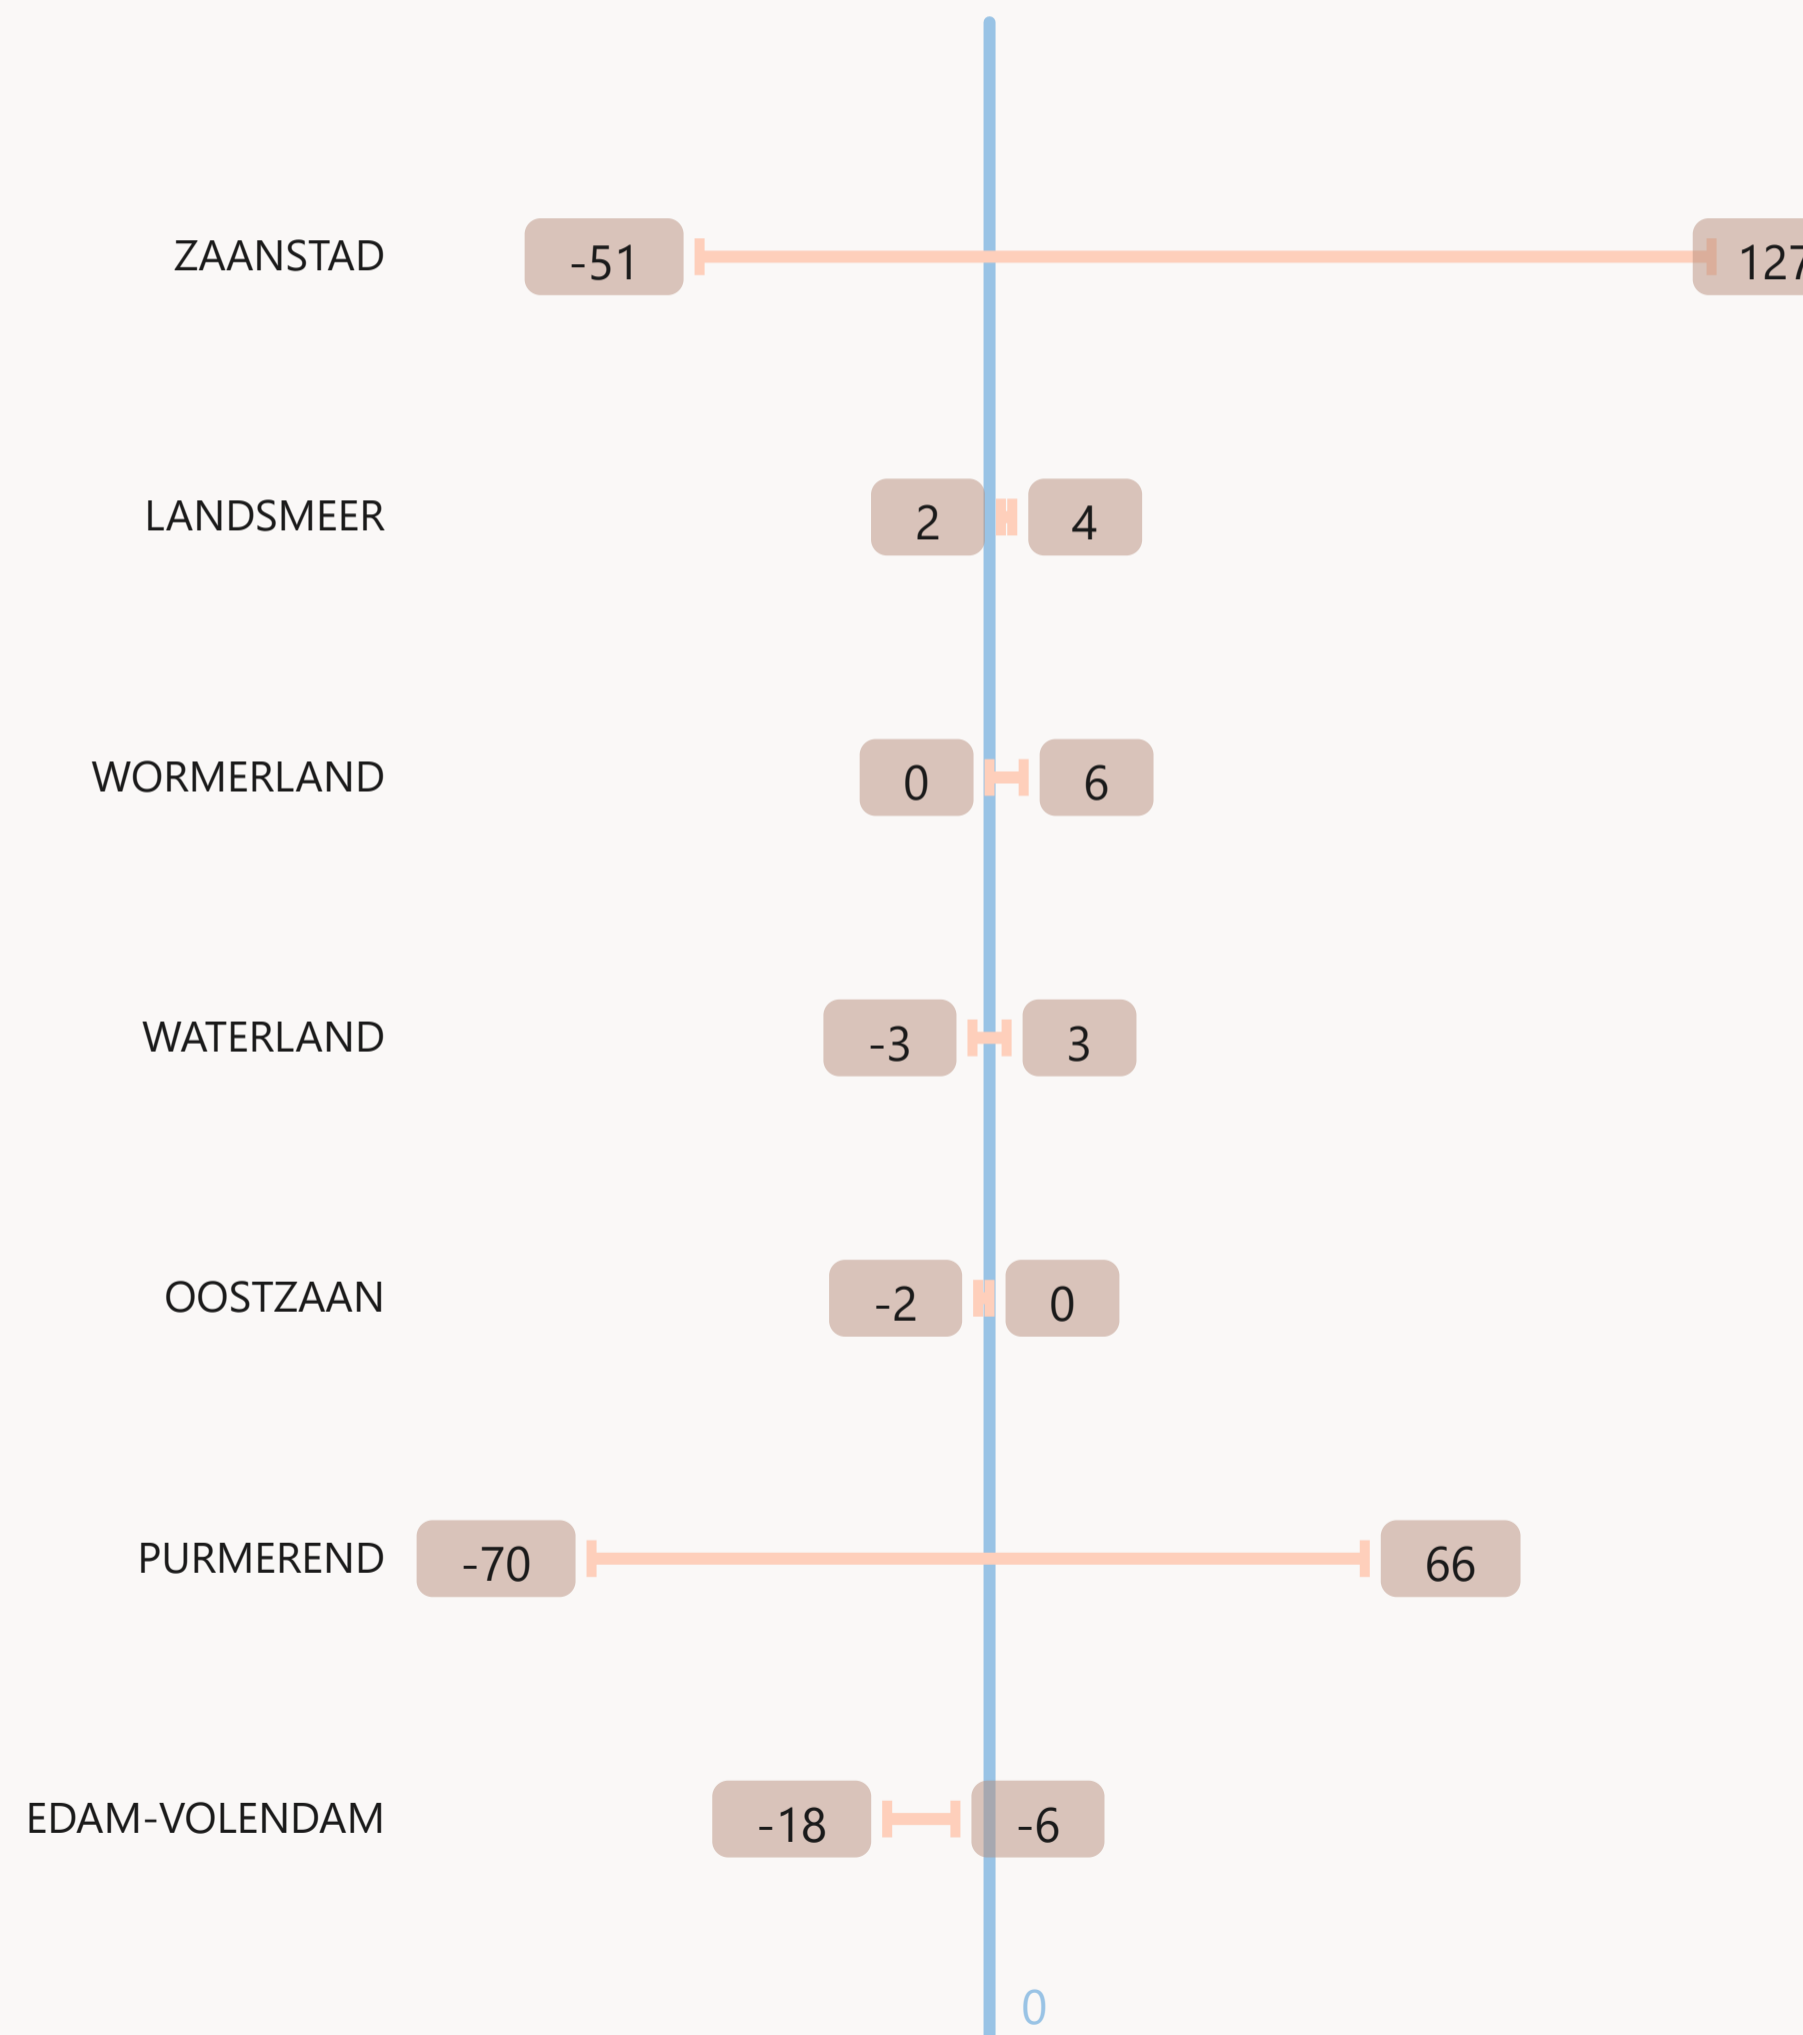 ZAANSTAD -51 127
LANDSMEER 2 4
WORMERLAND 0 6
WATERLAND -3 3
OOSTZAAN -2 0
PURMEREND -70 66
EDAM-VOLENDAM -18 -6
0